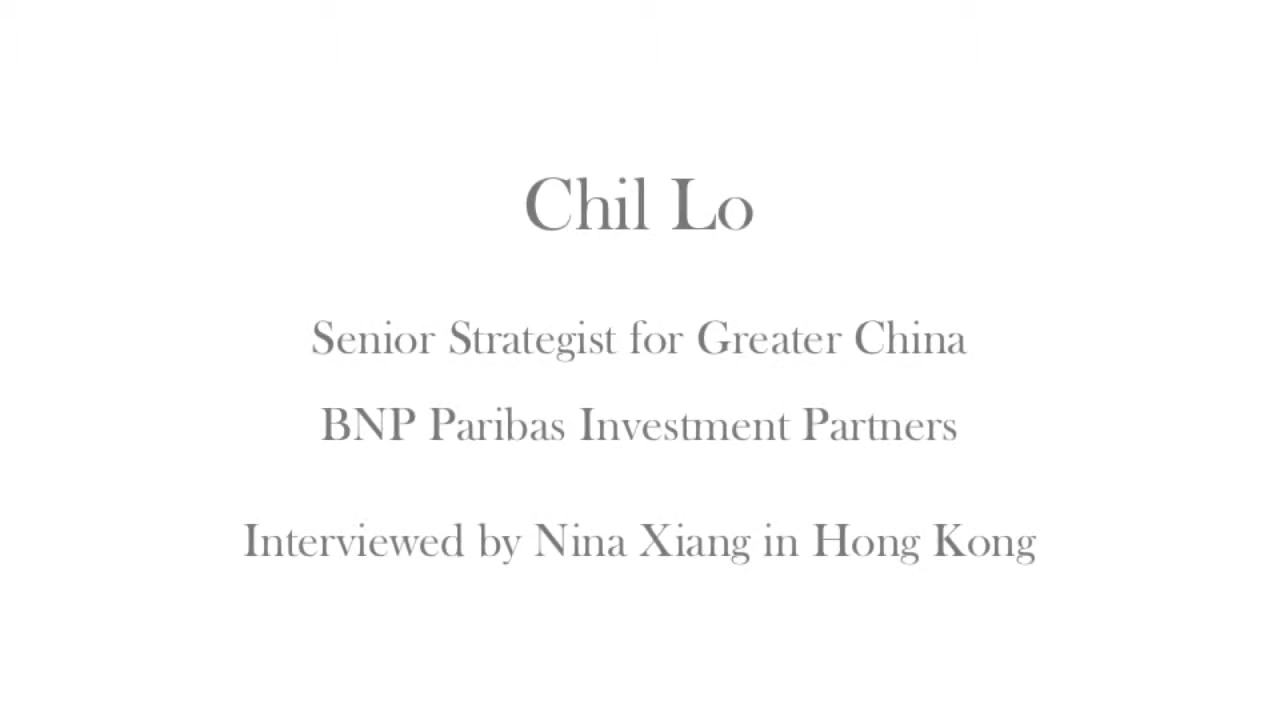 Chil Lo
Senior Strategist for Greater China
BNP Paribas Investment Partners
Interviewed by Nina Xiang in Hong Kong